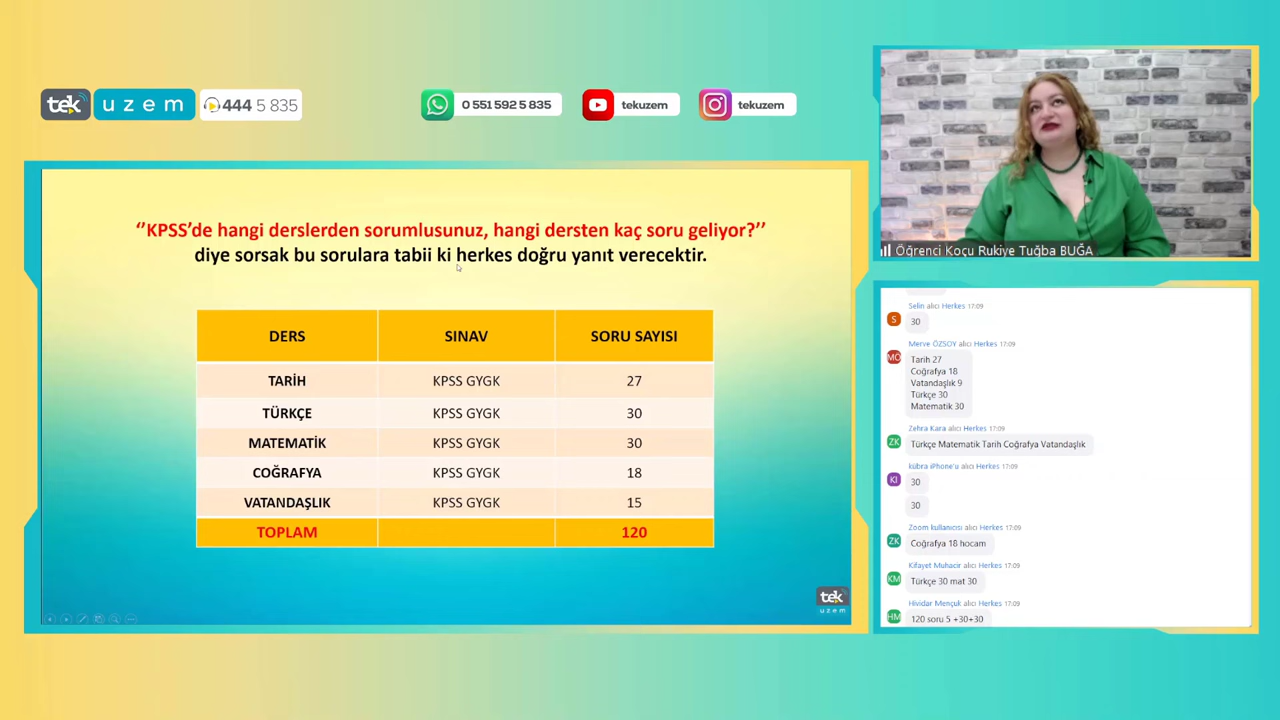 tek uzem 444 5 835
0 551 592 5 835
tekuzem
tekuzem
‘’KPSS’de hangi derslerden sorumlusunuz, hangi dersten kaç soru geliyor?’’
diye sorsak bu sorulara tabii ki herkes doğru yanıt verecektir.
DERS SINAV SORU SAYISI
TARİH KPSS GYGK 27
TÜRKÇE KPSS GYGK 30
MATEMATİK KPSS GYGK 30
COĞRAFYA KPSS GYGK 18
VATANDAŞLIK KPSS GYGK 15
TOPLAM 120
tek
uzem
Öğrenci Koçu Rukiye Tuğba BUĞA
Selin alıcı Herkes 17:09
S
30
Merve ÖZSOY alıcı Herkes 17:09
MÖ
Tarih 27
Coğrafya 18
Vatandaşlık 9
Türkçe 30
Matematik 30
Zehra Kara alıcı Herkes 17:09
ZK
Türkçe Matematik Tarih Coğrafya Vatandaşlık
kübra iPhone'u alıcı Herkes 17:09
KI
30
30
Zoom kullanıcısı alıcı Herkes 17:09
ZK
Coğrafya 18 hocam
Kifayet Muhacir alıcı Herkes 17:09
KM
Türkçe 30 mat 30
Hividar Mençuk alıcı Herkes 17:09
HM
120 soru 5 +30+30